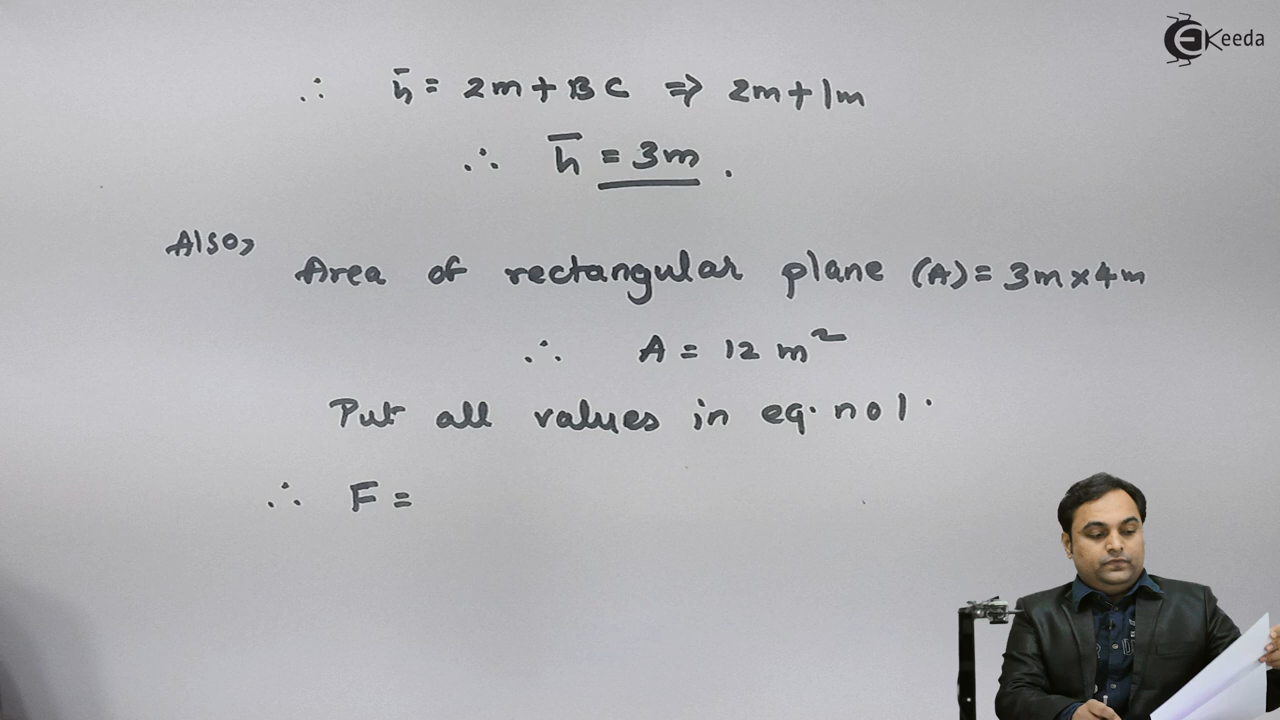 EKeeda
∴ h̄ = 2m + BC ⇒ 2m + 1m
∴ h̄ = 3m .
Also,
Area of rectangular plane (A) = 3m x 4m
∴ A = 12 m²
Put all values in eq. no 1.
∴ F =